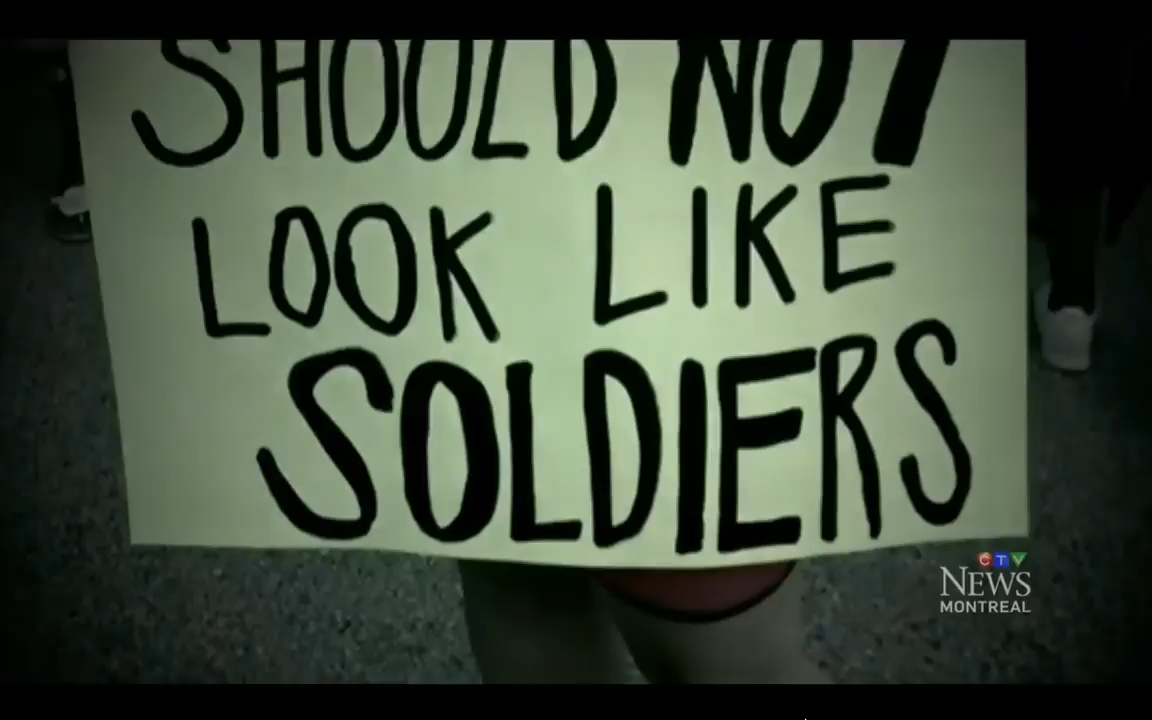 SHOULD NOT
LOOK LIKE
SOLDIERS
CTV
NEWS
MONTREAL